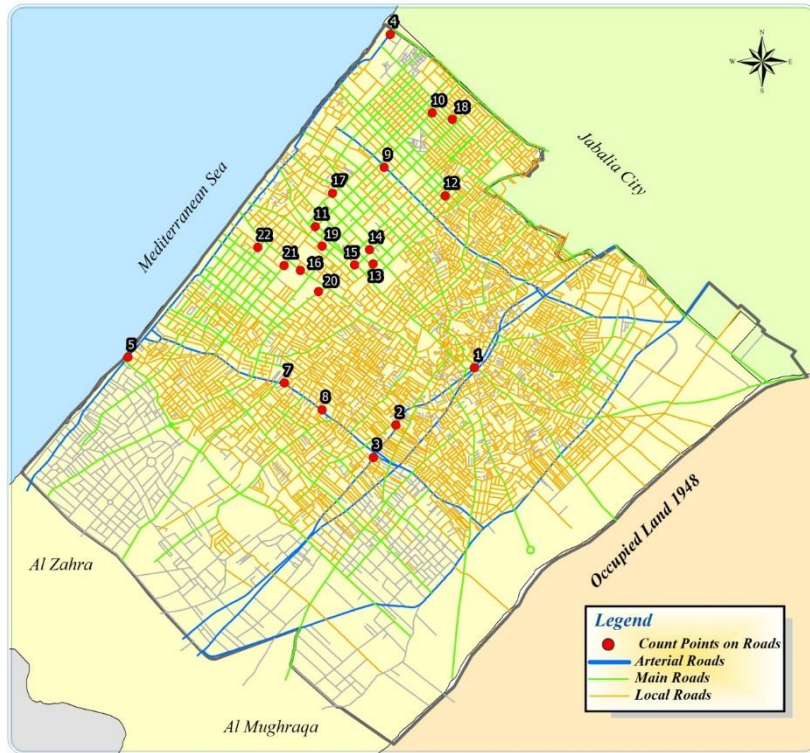 4
N
W
E
S
10
18
Jabalia City
9
12
17
Mediterranean Sea
11
22
19
14
21
16
15
13
20
5
1
7
8
2
3
Occupied Land 1948
Al Zahra
Legend
Count Points on Roads
Arterial Roads
Main Roads
Local Roads
Al Mughraqa